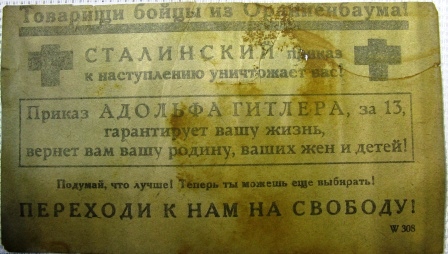 Товарищи бойцы из Ораниенбаума!
СТАЛИНСКИЙ приказ
к наступлению уничтожает вас!
Приказ АДОЛЬФА ГИТЛЕРА, за 13,
гарантирует вашу жизнь,
вернет вам вашу родину, ваших жен и детей!
Подумай, что лучше! Теперь ты можешь еще выбирать!
ПЕРЕХОДИ К НАМ НА СВОБОДУ!
W 308